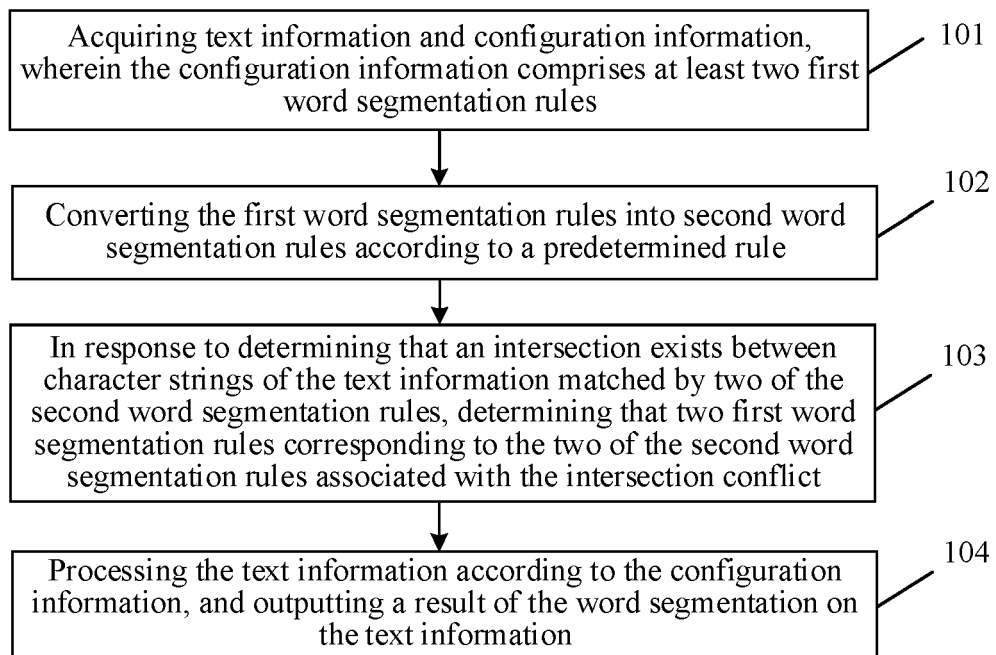 Acquiring text information and configuration information,
wherein the configuration information comprises at least two first
word segmentation rules
101
Converting the first word segmentation rules into second word
segmentation rules according to a predetermined rule
102
In response to determining that an intersection exists between
character strings of the text information matched by two of the
second word segmentation rules, determining that two first word
segmentation rules corresponding to the two of the second word
segmentation rules associated with the intersection conflict
103
Processing the text information according to the configuration
information, and outputting a result of the word segmentation on
the text information
104